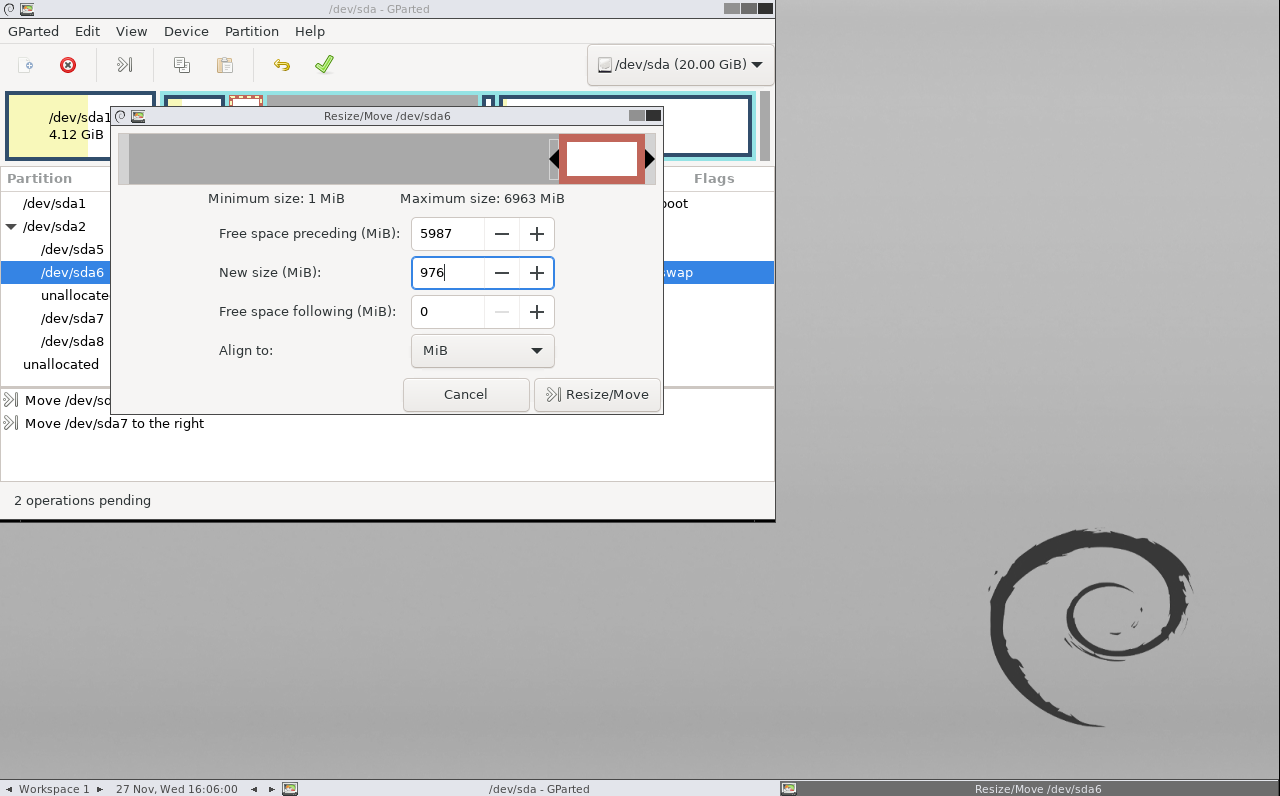 /dev/sda - GParted
GParted Edit View Device Partition Help
/dev/sda (20.00 GiB)
/dev/sda1
4.12 GiB
Resize/Move /dev/sda6
Minimum size: 1 MiB Maximum size: 6963 MiB
Free space preceding (MiB): 5987
New size (MiB): 976
Free space following (MiB): 0
Align to: MiB
Cancel Resize/Move
Partition Flags
/dev/sda1
/dev/sda2
/dev/sda5
/dev/sda6 swap
unallocate
/dev/sda7
/dev/sda8
unallocated
Move /dev/sd
Move /dev/sda7 to the right
2 operations pending
Workspace 1 27 Nov, Wed 16:06:00 /dev/sda - GParted Resize/Move /dev/sda6